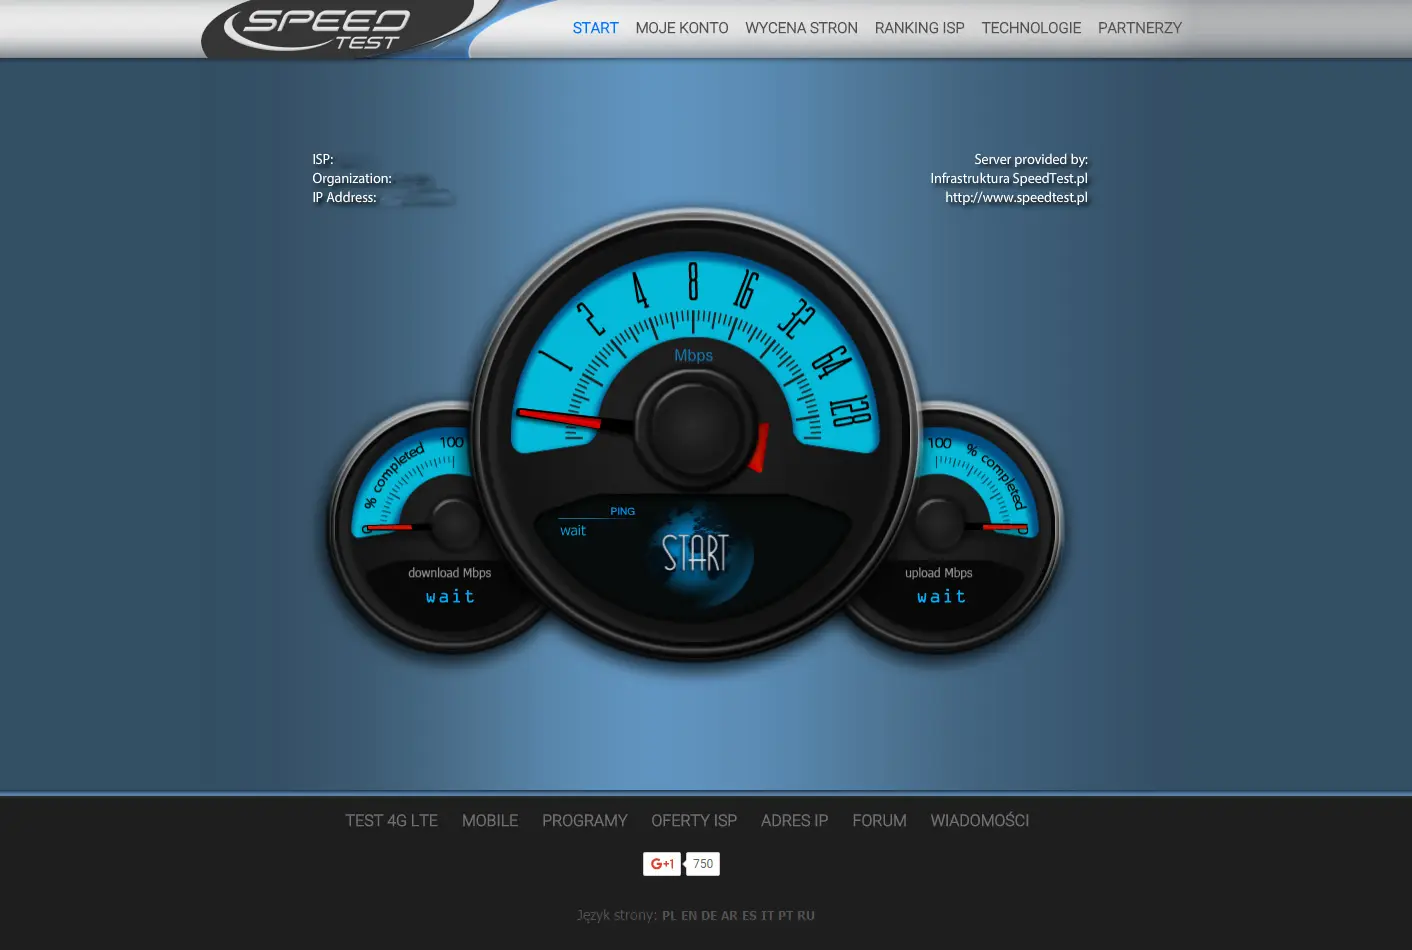 SPEED
TEST
START MOJE KONTO WYCENA STRON RANKING ISP TECHNOLOGIE PARTNERZY
ISP:
Organization:
IP Address:
Server provided by:
Infrastruktura SpeedTest.pl
http://www.speedtest.pl
1 2 4 8 16 32 64 128
Mbps
0 % completed 100
100 % completed 0
PING
wait
START
download Mbps
wait
upload Mbps
wait
TEST 4G LTE MOBILE PROGRAMY OFERTY ISP ADRES IP FORUM WIADOMOŚCI
G+1 750
Język strony: PL EN DE AR ES IT PT RU